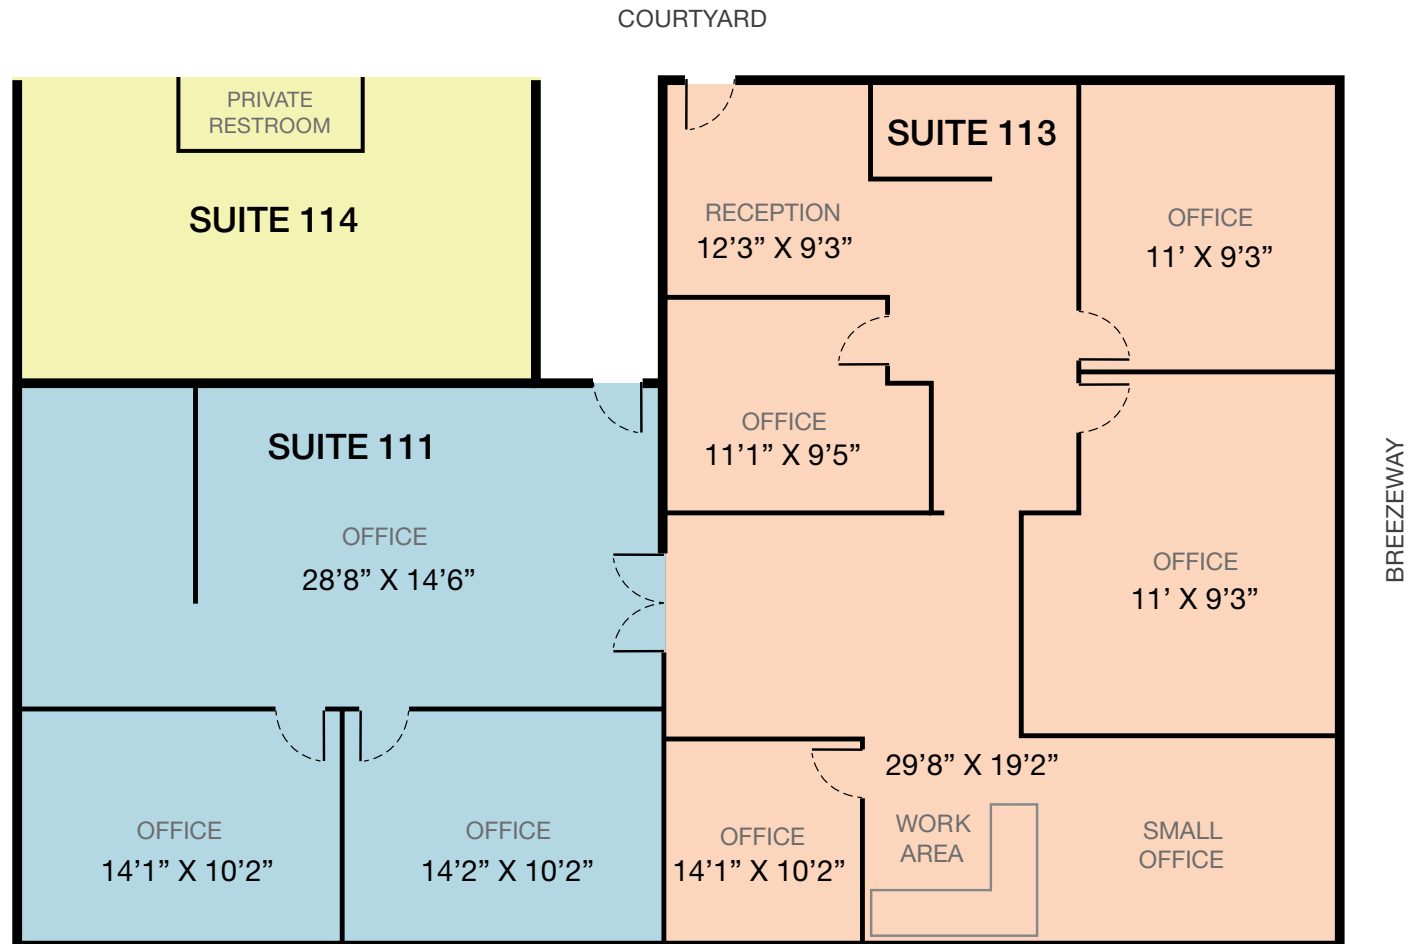 COURTYARD
PRIVATE
RESTROOM
SUITE 114
SUITE 113
RECEPTION
12’3” X 9’3”
OFFICE
11’ X 9’3”
OFFICE
11’1” X 9’5”
SUITE 111
OFFICE
28’8” X 14’6”
OFFICE
11’ X 9’3”
BREEZEWAY
29’8” X 19’2”
OFFICE
14’1” X 10’2”
OFFICE
14’2” X 10’2”
OFFICE
14’1” X 10’2”
WORK
AREA
SMALL
OFFICE